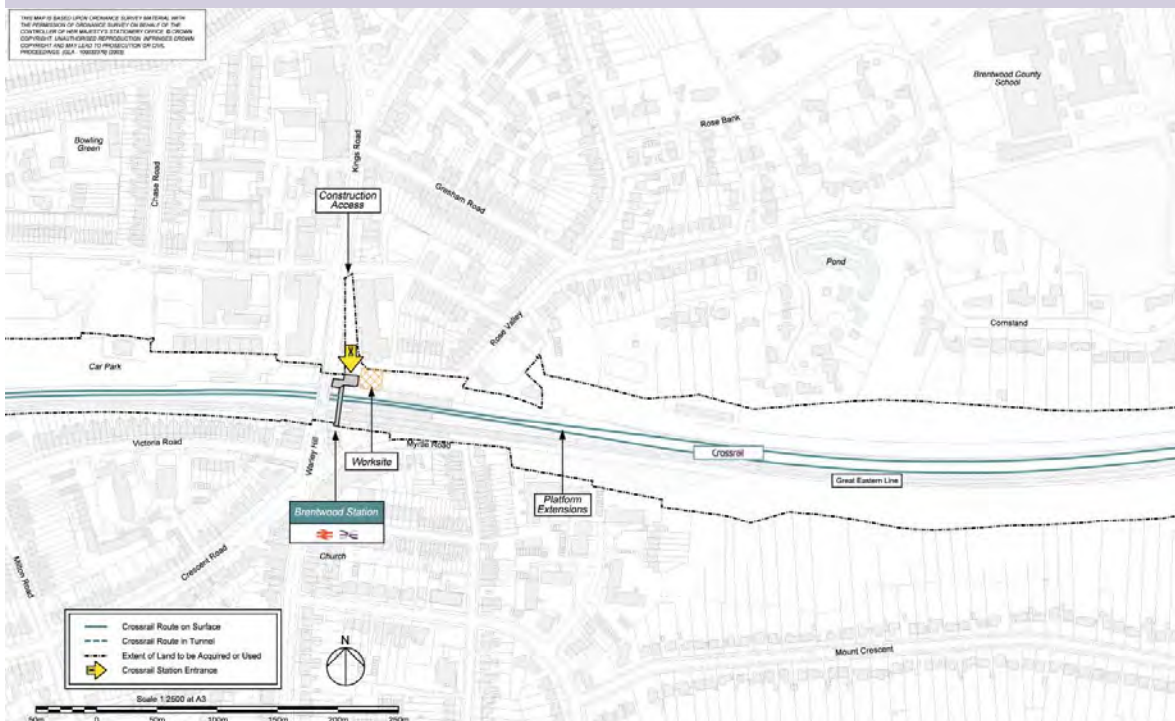 THIS MAP IS BASED UPON ORDNANCE SURVEY MATERIAL WITH
THE PERMISSION OF ORDNANCE SURVEY ON BEHALF OF THE
CONTROLLER OF HER MAJESTY'S STATIONERY OFFICE. © CROWN
COPYRIGHT. UNAUTHORISED REPRODUCTION INFRINGES CROWN
COPYRIGHT AND MAY LEAD TO PROSECUTION OR CIVIL
PROCEEDINGS.
Brentwood County
School
Rose Bank
Bowling
Green
Chase Road
Kings Road
Gresham Road
Construction
Access
Pond
Cornsland
Rose Valley
Car Park
Victoria Road
Warley Hill
Worksite
Crossrail
Great Eastern Line
Platform
Extensions
Brentwood Station
Church
Crescent Road
Milton Road
Mount Crescent
Crossrail Route on Surface
Crossrail Route in Tunnel
Extent of Land to be Acquired or Used
Crossrail Station Entrance
N
Scale 1:2500 at A3
50m 0 50m 100m 150m 200m 250m